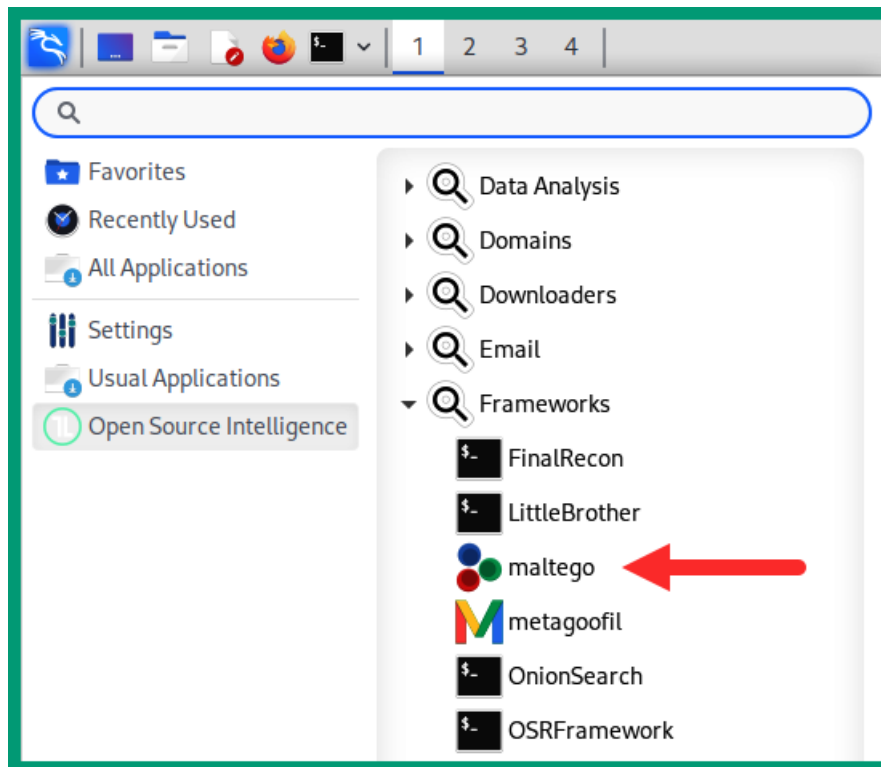 1 2 3 4
Favorites
Recently Used
All Applications
Settings
Usual Applications
Open Source Intelligence
Data Analysis
Domains
Downloaders
Email
Frameworks
$_ FinalRecon
$_ LittleBrother
maltego
metagoofil
$_ OnionSearch
$_ OSRFramework